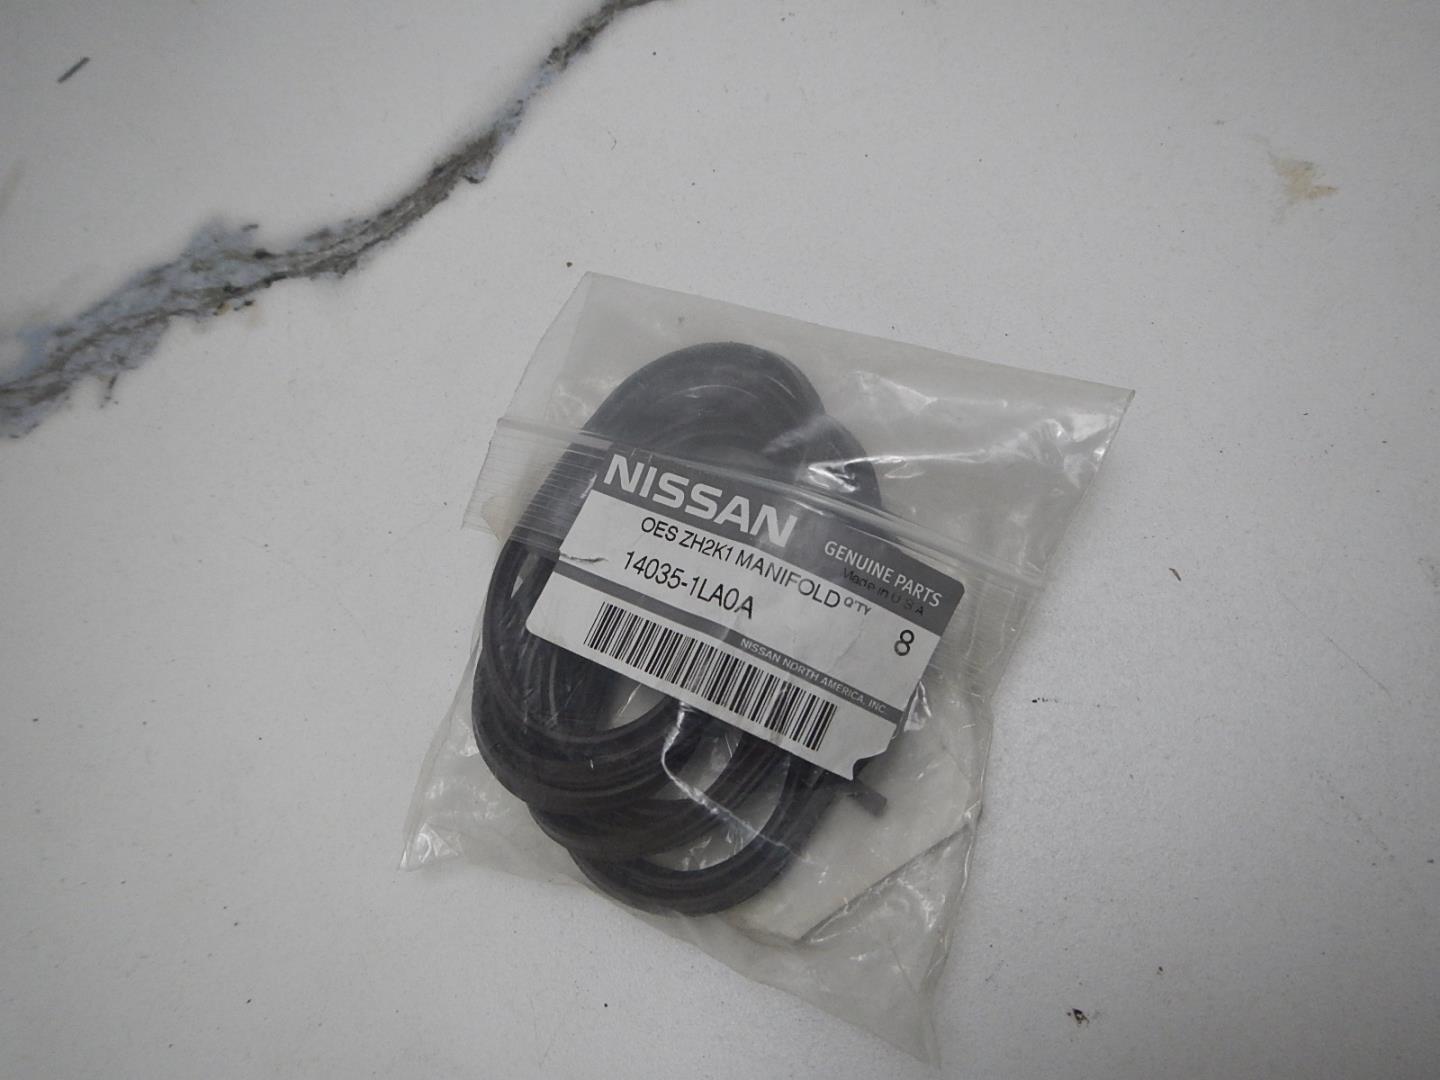 NISSAN
GENUINE PARTS
Made in U S A
OES ZH2K1 MANIFOLD
QTY
14035-1LA0A
8
NISSAN NORTH AMERICA, INC.